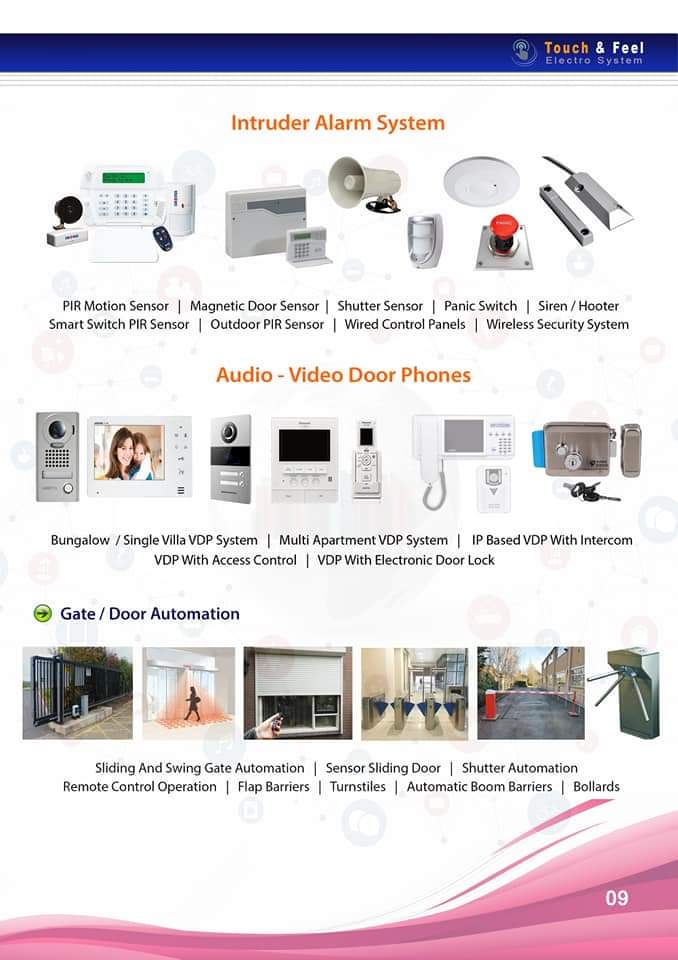 Touch & Feel
Electro System
Intruder Alarm System
PIR Motion Sensor | Magnetic Door Sensor | Shutter Sensor | Panic Switch | Siren / Hooter
Smart Switch PIR Sensor | Outdoor PIR Sensor | Wired Control Panels | Wireless Security System
Audio - Video Door Phones
Bungalow / Single Villa VDP System | Multi Apartment VDP System | IP Based VDP With Intercom
VDP With Access Control | VDP With Electronic Door Lock
Gate / Door Automation
Sliding And Swing Gate Automation | Sensor Sliding Door | Shutter Automation
Remote Control Operation | Flap Barriers | Turnstiles | Automatic Boom Barriers | Bollards
09